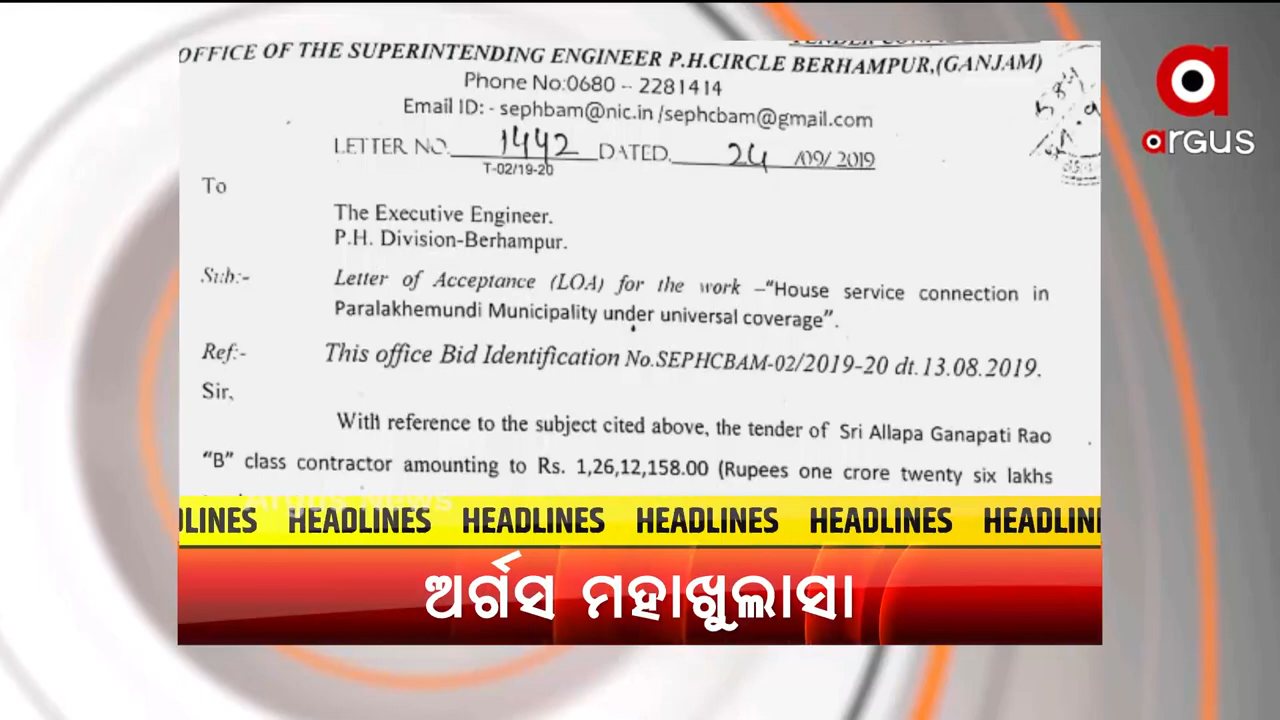 OFFICE OF THE SUPERINTENDING ENGINEER P.H.CIRCLE BERHAMPUR,(GANJAM)
Phone No:0680 – 2281414
Email ID: - sephbam@nic.in /sephcbam@gmail.com
LETTER NO. 1442 DATED. 24 /09/ 2019
T-02/19-20
To
The Executive Engineer.
P.H. Division-Berhampur.
Sub:- Letter of Acceptance (LOA) for the work –“House service connection in
Paralakhemundi Municipality under universal coverage”.
Ref:- This office Bid Identification No.SEPHCBAM-02/2019-20 dt.13.08.2019.
Sir,
With reference to the subject cited above, the tender of Sri Allapa Ganapati Rao
“B” class contractor amounting to Rs. 1,26,12,158.00 (Rupees one crore twenty six lakhs
argus
Argus News
HEADLINES HEADLINES HEADLINES HEADLINES
ଅର୍ଗସ ମହାଖୁଲାସା